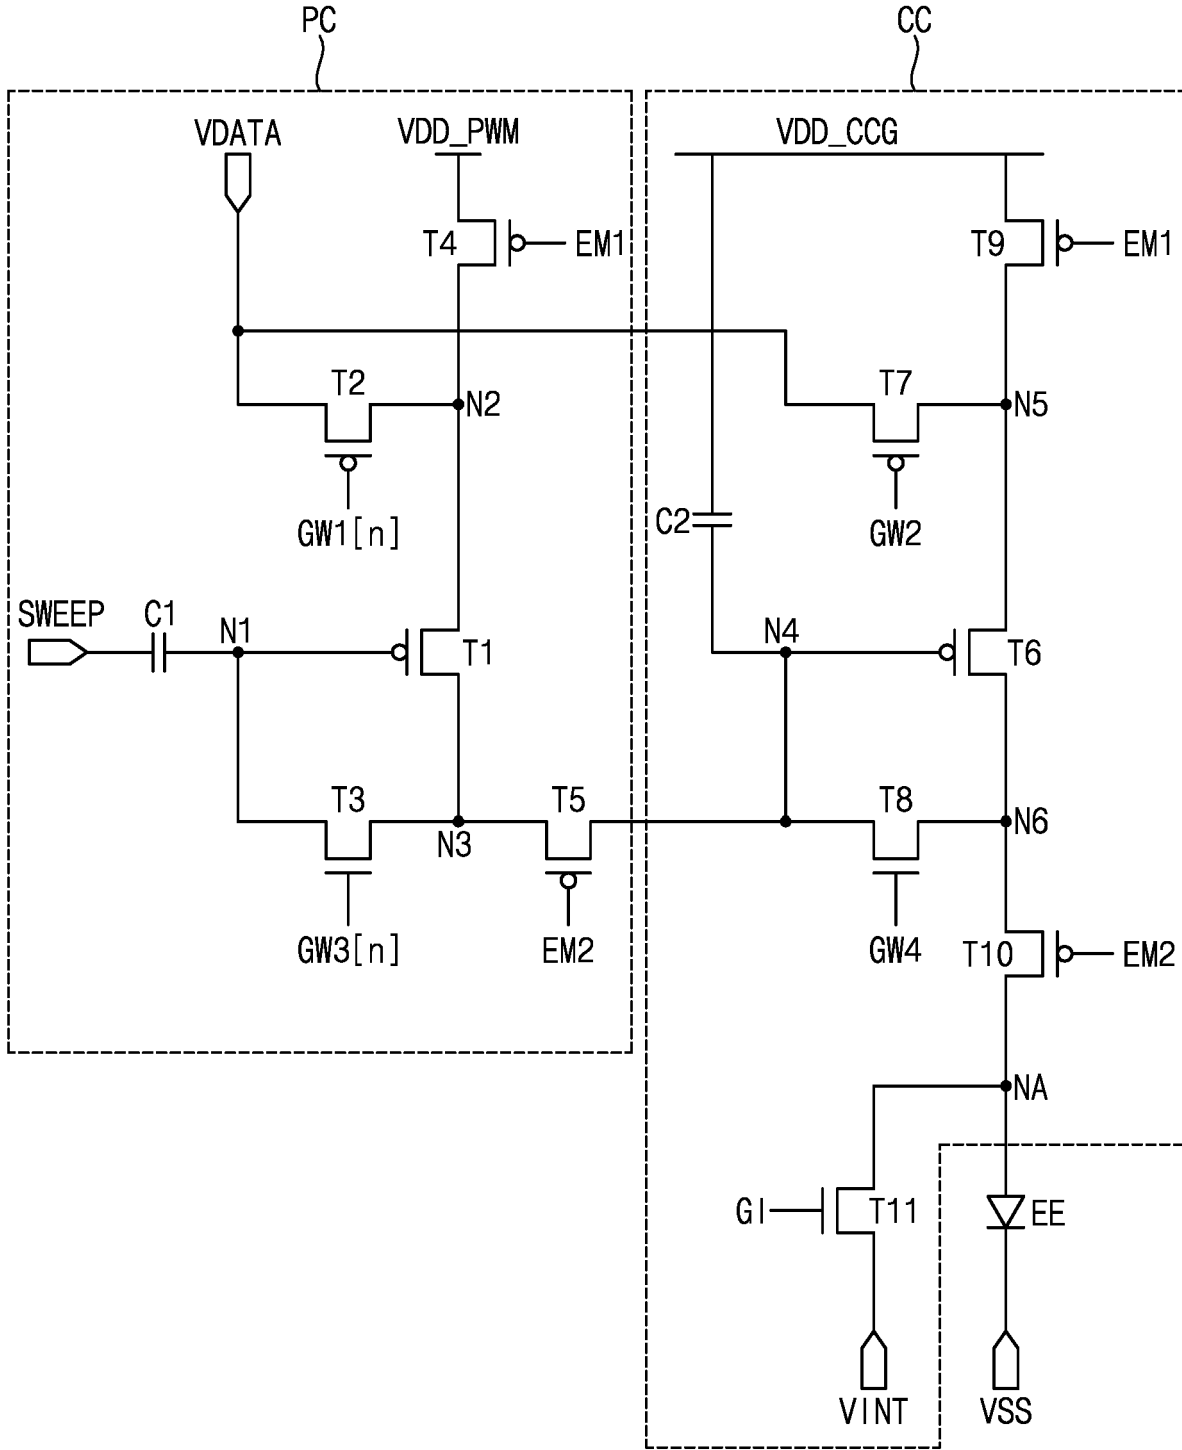 PC
CC
VDATA
VDD_PWM
VDD_CCG
T4
EM1
T9
EM1
T2
N2
T7
N5
GW1[n]
C2
GW2
SWEEP
C1
N1
T1
N4
T6
T3
N3
T5
T8
N6
GW3[n]
EM2
GW4
T10
EM2
NA
GI
T11
EE
VINT
VSS